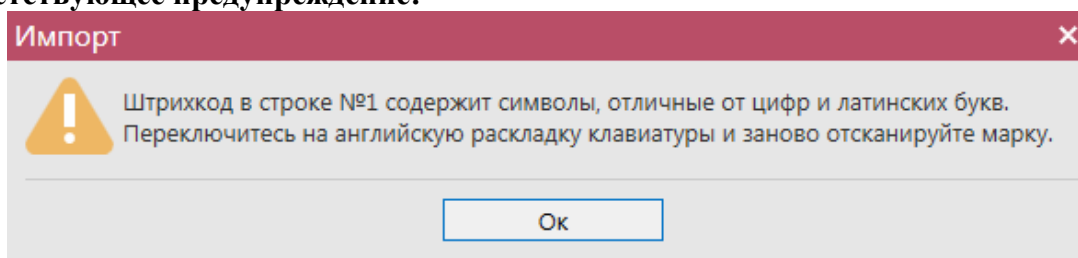 предупреждение.
Импорт
Штрихкод в строке №1 содержит символы, отличные от цифр и латинских букв.
Переключитесь на английскую раскладку клавиатуры и заново отсканируйте марку.
Ок